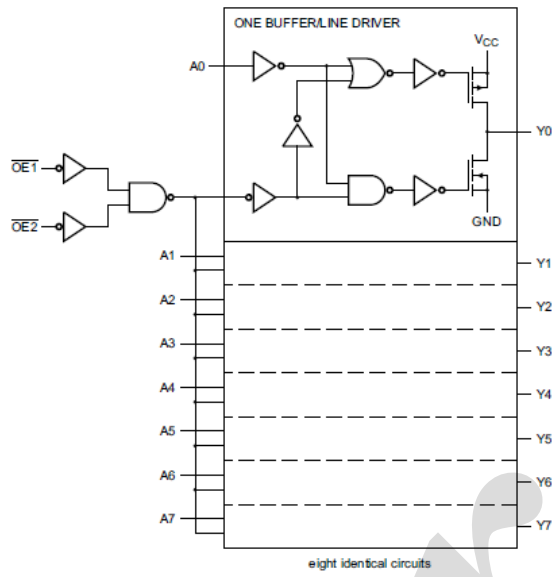 ONE BUFFER/LINE DRIVER
VCC
A0
Y0
OE1
OE2
GND
A1
Y1
A2
Y2
A3
Y3
A4
Y4
A5
Y5
A6
Y6
A7
Y7
eight identical circuits